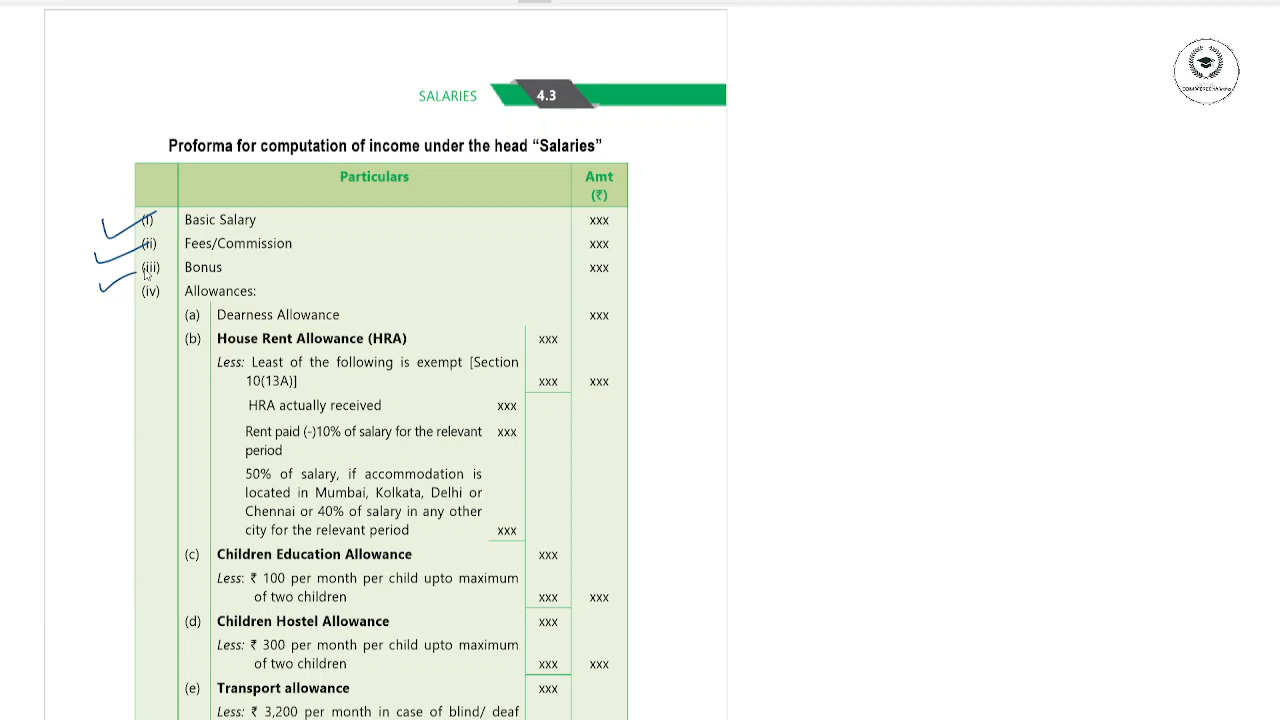 SALARIES 4.3
Proforma for computation of income under the head “Salaries”
Particulars Amt
(₹)
(i) Basic Salary xxx
(ii) Fees/Commission xxx
(iii) Bonus xxx
(iv) Allowances:
(a) Dearness Allowance xxx
(b) House Rent Allowance (HRA) xxx
Less: Least of the following is exempt [Section
10(13A)] xxx xxx
HRA actually received xxx
Rent paid (-)10% of salary for the relevant xxx
period
50% of salary, if accommodation is
located in Mumbai, Kolkata, Delhi or
Chennai or 40% of salary in any other
city for the relevant period xxx
(c) Children Education Allowance xxx
Less: ₹ 100 per month per child upto maximum
of two children xxx xxx
(d) Children Hostel Allowance xxx
Less: ₹ 300 per month per child upto maximum
of two children xxx xxx
(e) Transport allowance xxx
Less: ₹ 3,200 per month in case of blind/ deaf